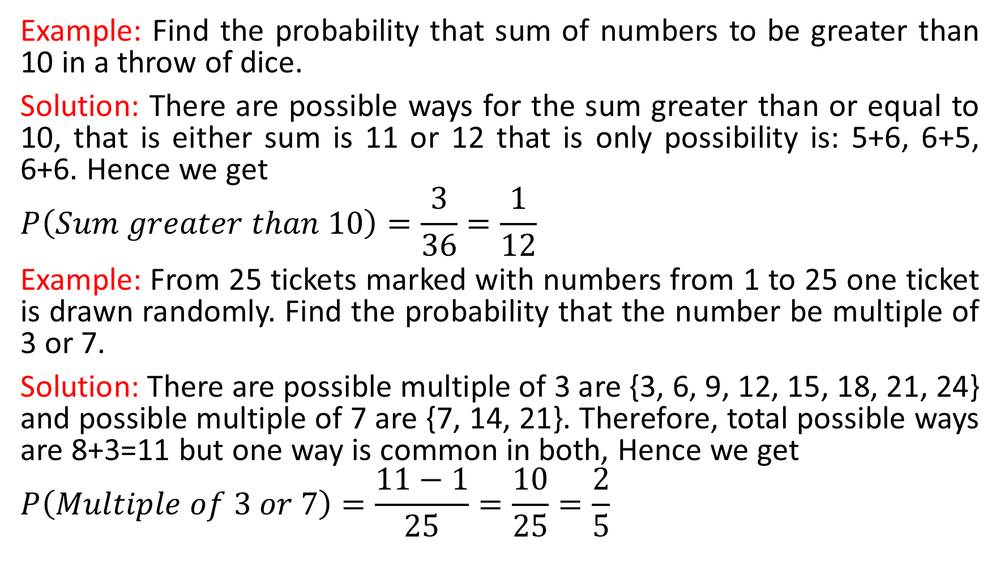 Example: Find the probability that sum of numbers to be greater than
10 in a throw of dice.
Solution: There are possible ways for the sum greater than or equal to
10, that is either sum is 11 or 12 that is only possibility is: 5+6, 6+5,
6+6. Hence we get
P(Sum greater than 10) = 3/36 = 1/12
Example: From 25 tickets marked with numbers from 1 to 25 one ticket
is drawn randomly. Find the probability that the number be multiple of
3 or 7.
Solution: There are possible multiple of 3 are {3, 6, 9, 12, 15, 18, 21, 24}
and possible multiple of 7 are {7, 14, 21}. Therefore, total possible ways
are 8+3=11 but one way is common in both, Hence we get
P(Multiple of 3 or 7) = (11 − 1)/25 = 10/25 = 2/5